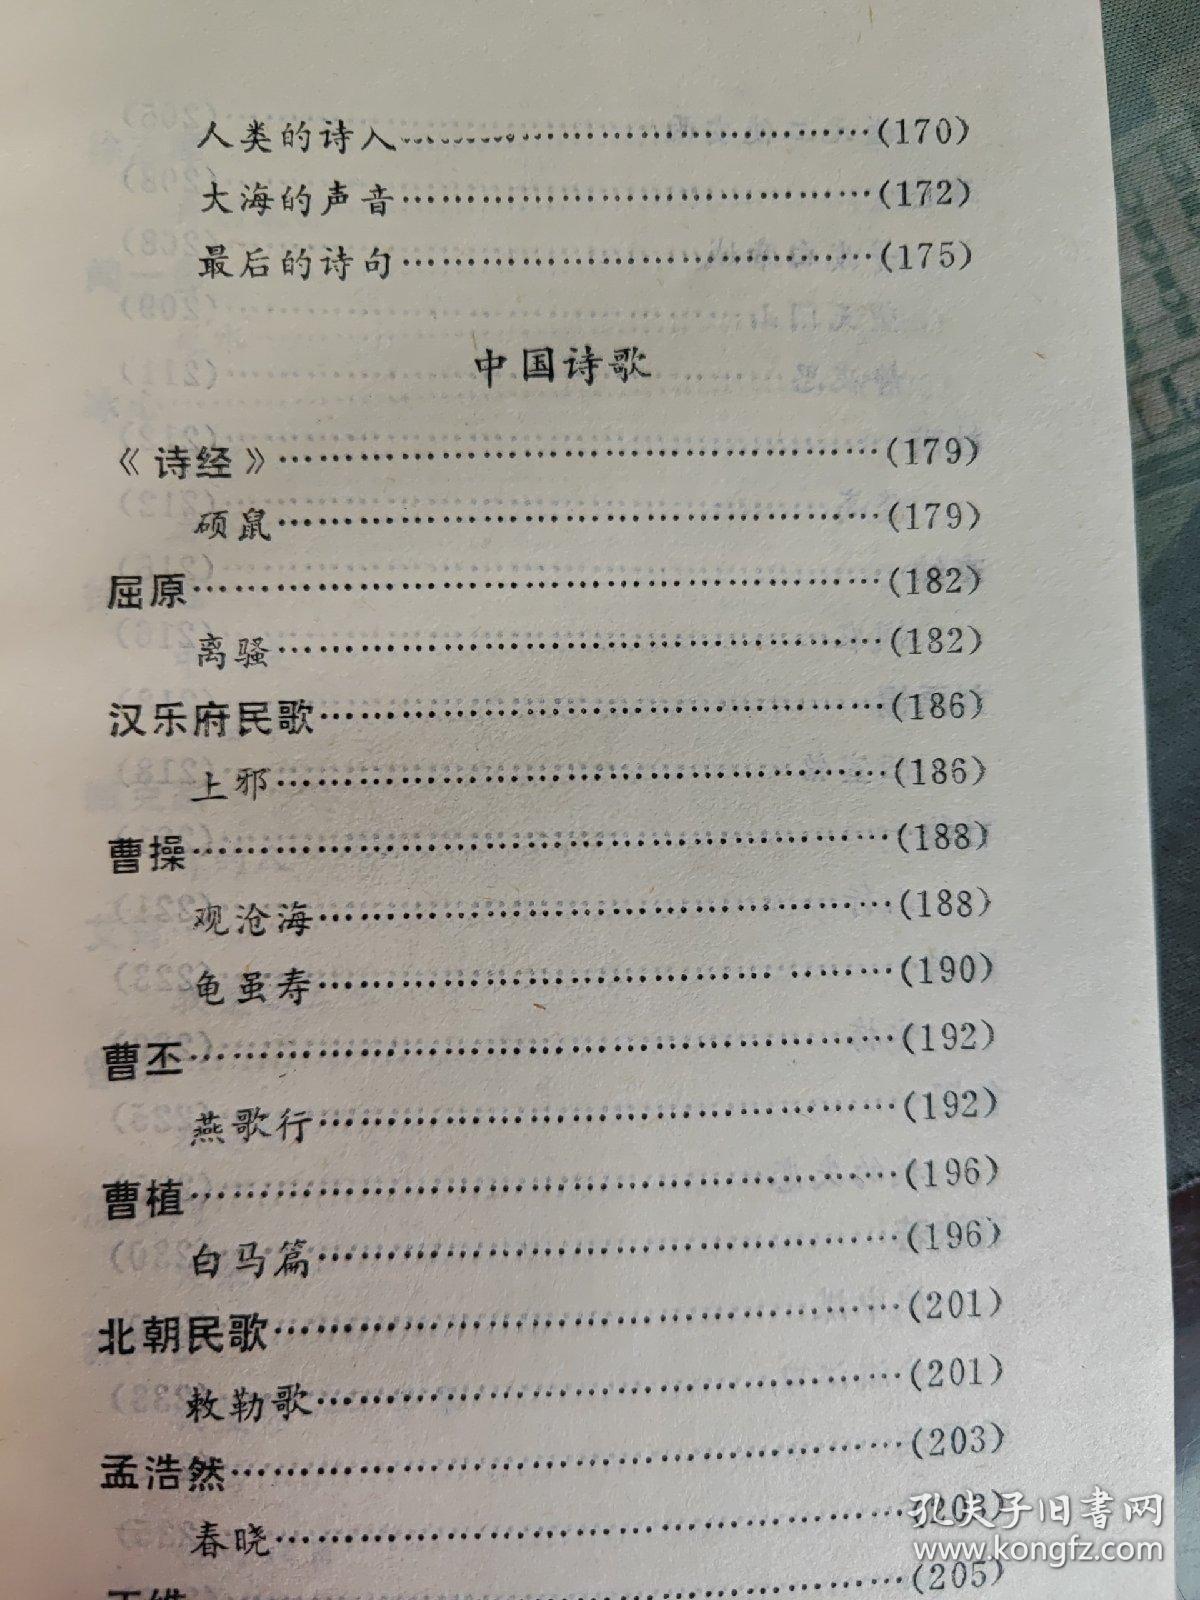 人类的诗人………………………………(170)
大海的声音………………………………(172)
最后的诗句………………………………(175)
中国诗歌
《诗经》………………………………………(179)
硕鼠………………………………………(179)
屈原……………………………………………(182)
离骚………………………………………(182)
汉乐府民歌……………………………………(186)
上邪………………………………………(186)
曹操……………………………………………(188)
观沧海……………………………………(188)
龟虽寿……………………………………(190)
曹丕……………………………………………(192)
燕歌行……………………………………(192)
曹植……………………………………………(196)
白马篇……………………………………(196)
北朝民歌………………………………………(201)
敕勒歌……………………………………(201)
孟浩然…………………………………………(203)
春晓………………………………………(203)
王维……………………………………………(205)
孔夫子旧书网
www.kongfz.com